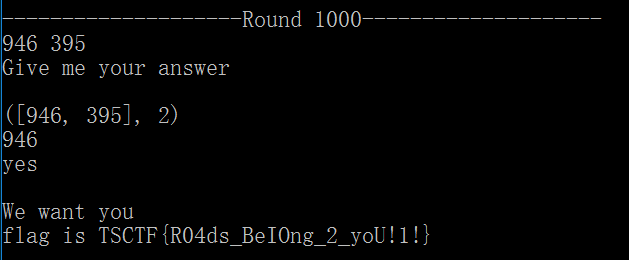 --------------------Round 1000--------------------
946 395
Give me your answer
([946, 395], 2)
946
yes
We want you
flag is TSCTF{R04ds_BeI0ng_2_yoU!1!}